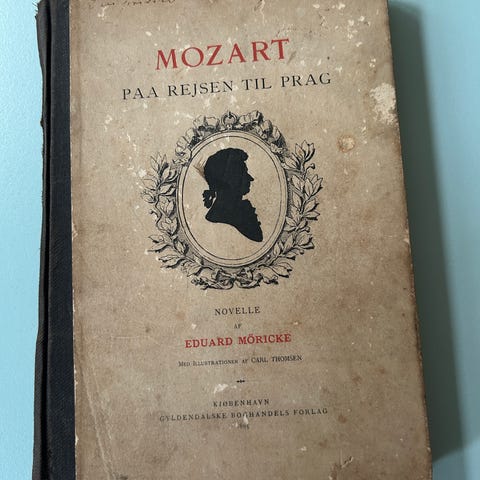 MOZART
PAA REJSEN TIL PRAG
NOVELLE
AF
EDUARD MÖRICKE
MED ILLUSTRATIONER AF CARL THOMSEN
KJØBENHAVN
GYLDENDALSKE BOGHANDELS FORLAG